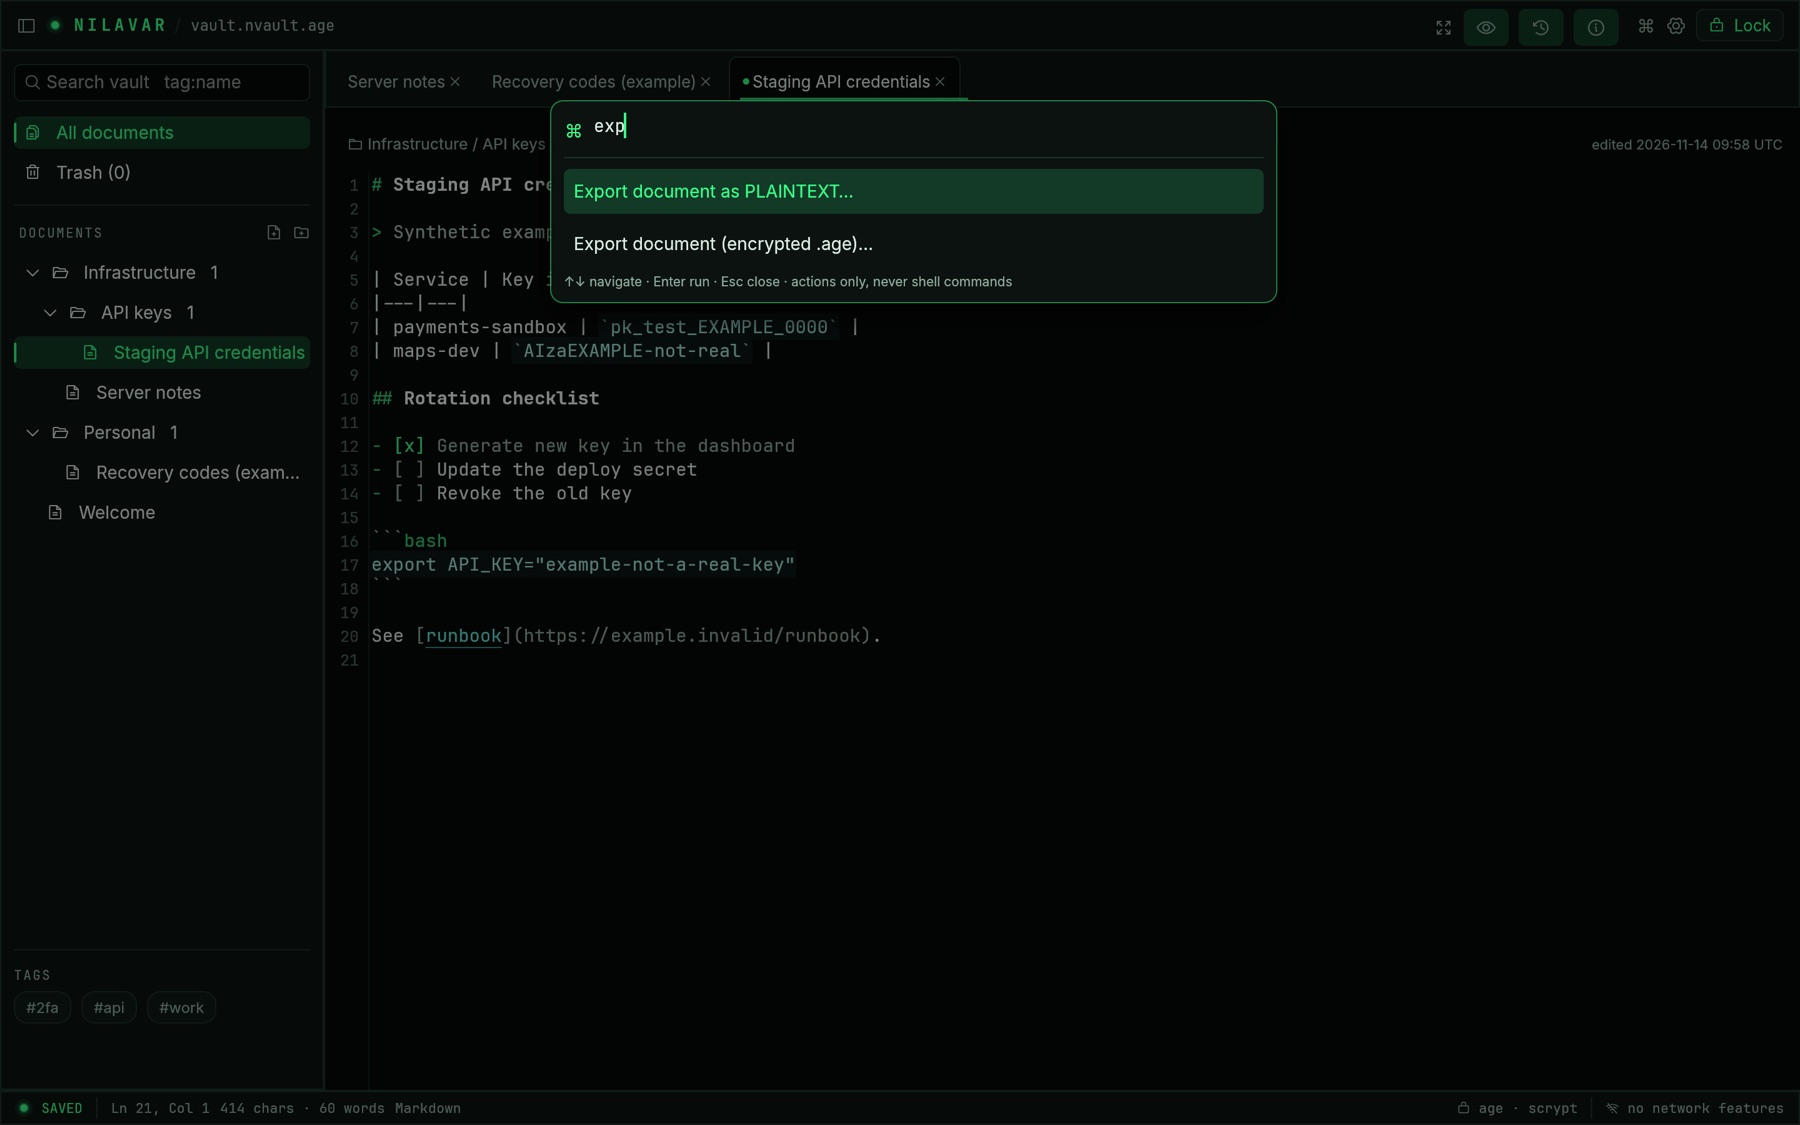 NILAVAR / vault.nvault.age
Lock
Search vault tag:name
All documents
Trash (0)
DOCUMENTS
Infrastructure 1
API keys 1
Staging API credentials
Server notes
Personal 1
Recovery codes (exam...
Welcome
TAGS
#2fa #api #work
Server notes
Recovery codes (example)
Staging API credentials
Infrastructure / API keys
edited 2026-11-14 09:58 UTC
exp
Export document as PLAINTEXT...
Export document (encrypted .age)...
↑↓ navigate · Enter run · Esc close · actions only, never shell commands
1 # Staging API cre
2
3 > Synthetic examp
4
5 | Service | Key i
6 |---|---|
7 | payments-sandbox | `pk_test_EXAMPLE_0000` |
8 | maps-dev | `AIzaEXAMPLE-not-real` |
9
10 ## Rotation checklist
11
12 - [x] Generate new key in the dashboard
13 - [ ] Update the deploy secret
14 - [ ] Revoke the old key
15
16 ```bash
17 export API_KEY="example-not-a-real-key"
18 ```
19
20 See [runbook](https://example.invalid/runbook).
21
SAVED Ln 21, Col 1 414 chars · 60 words Markdown
age · scrypt
no network features